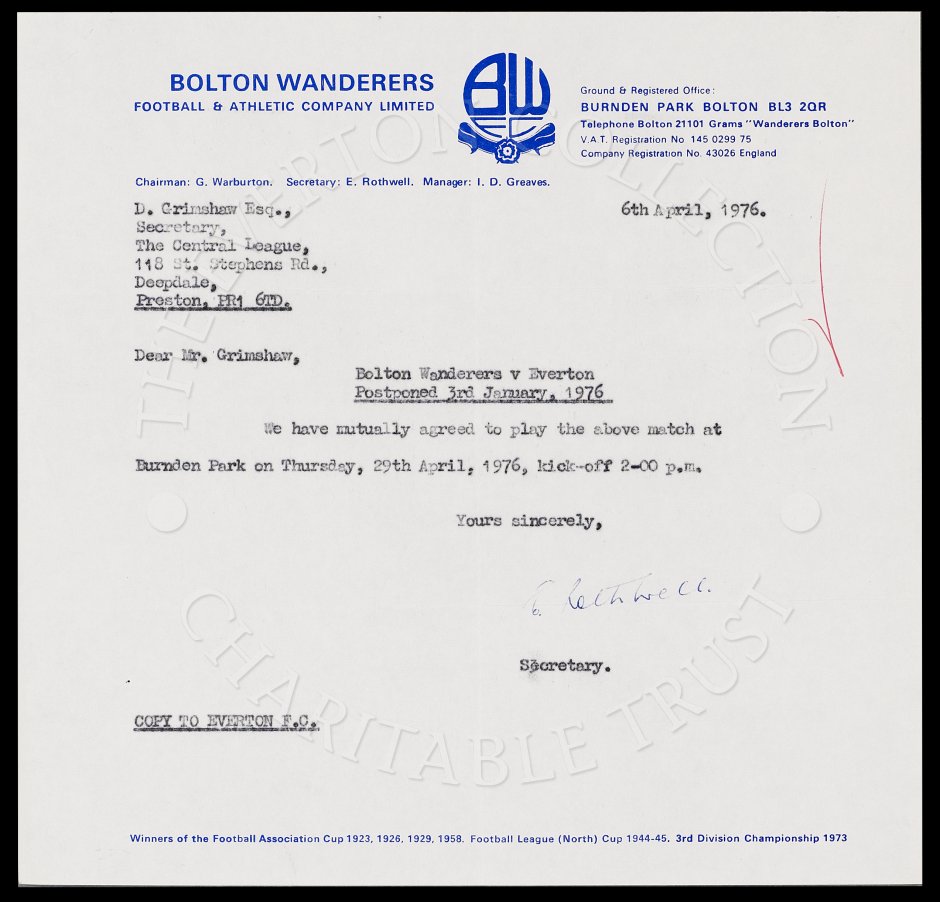 BOLTON WANDERERS
FOOTBALL & ATHLETIC COMPANY LIMITED
BW
FC
Ground & Registered Office:
BURNDEN PARK BOLTON BL3 2QR
Telephone Bolton 21101 Grams "Wanderers Bolton"
V.A.T. Registration No 145 0299 75
Company Registration No. 43026 England
Chairman: G. Warburton. Secretary: E. Rothwell. Manager: I. D. Greaves.
D. Grimshaw Esq.,
6th April, 1976.
Secretary,
The Central League,
118 St. Stephens Rd.,
Deepdale,
Preston, PR1 6TD.
Dear Mr. Grimshaw,
Bolton Wanderers v Everton
Postponed 3rd January, 1976
We have mutually agreed to play the above match at
Burnden Park on Thursday, 29th April, 1976, kick-off 2-00 p.m.
Yours sincerely,
E. Rothwell.
Secretary.
COPY TO EVERTON F.C.
Winners of the Football Association Cup 1923, 1926, 1929, 1958. Football League (North) Cup 1944-45. 3rd Division Championship 1973
THE EVERTON COLLECTION
CHARITABLE TRUST